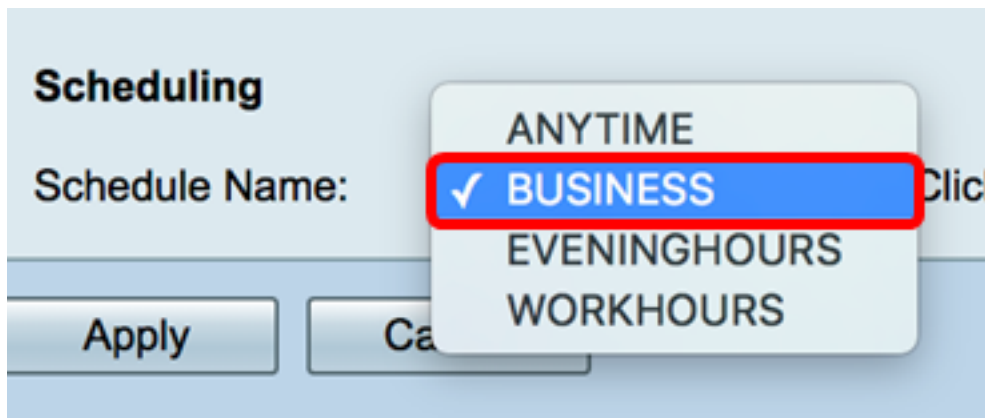 Scheduling
ANYTIME
Schedule Name:
✓ BUSINESS
EVENINGHOURS
WORKHOURS
Apply